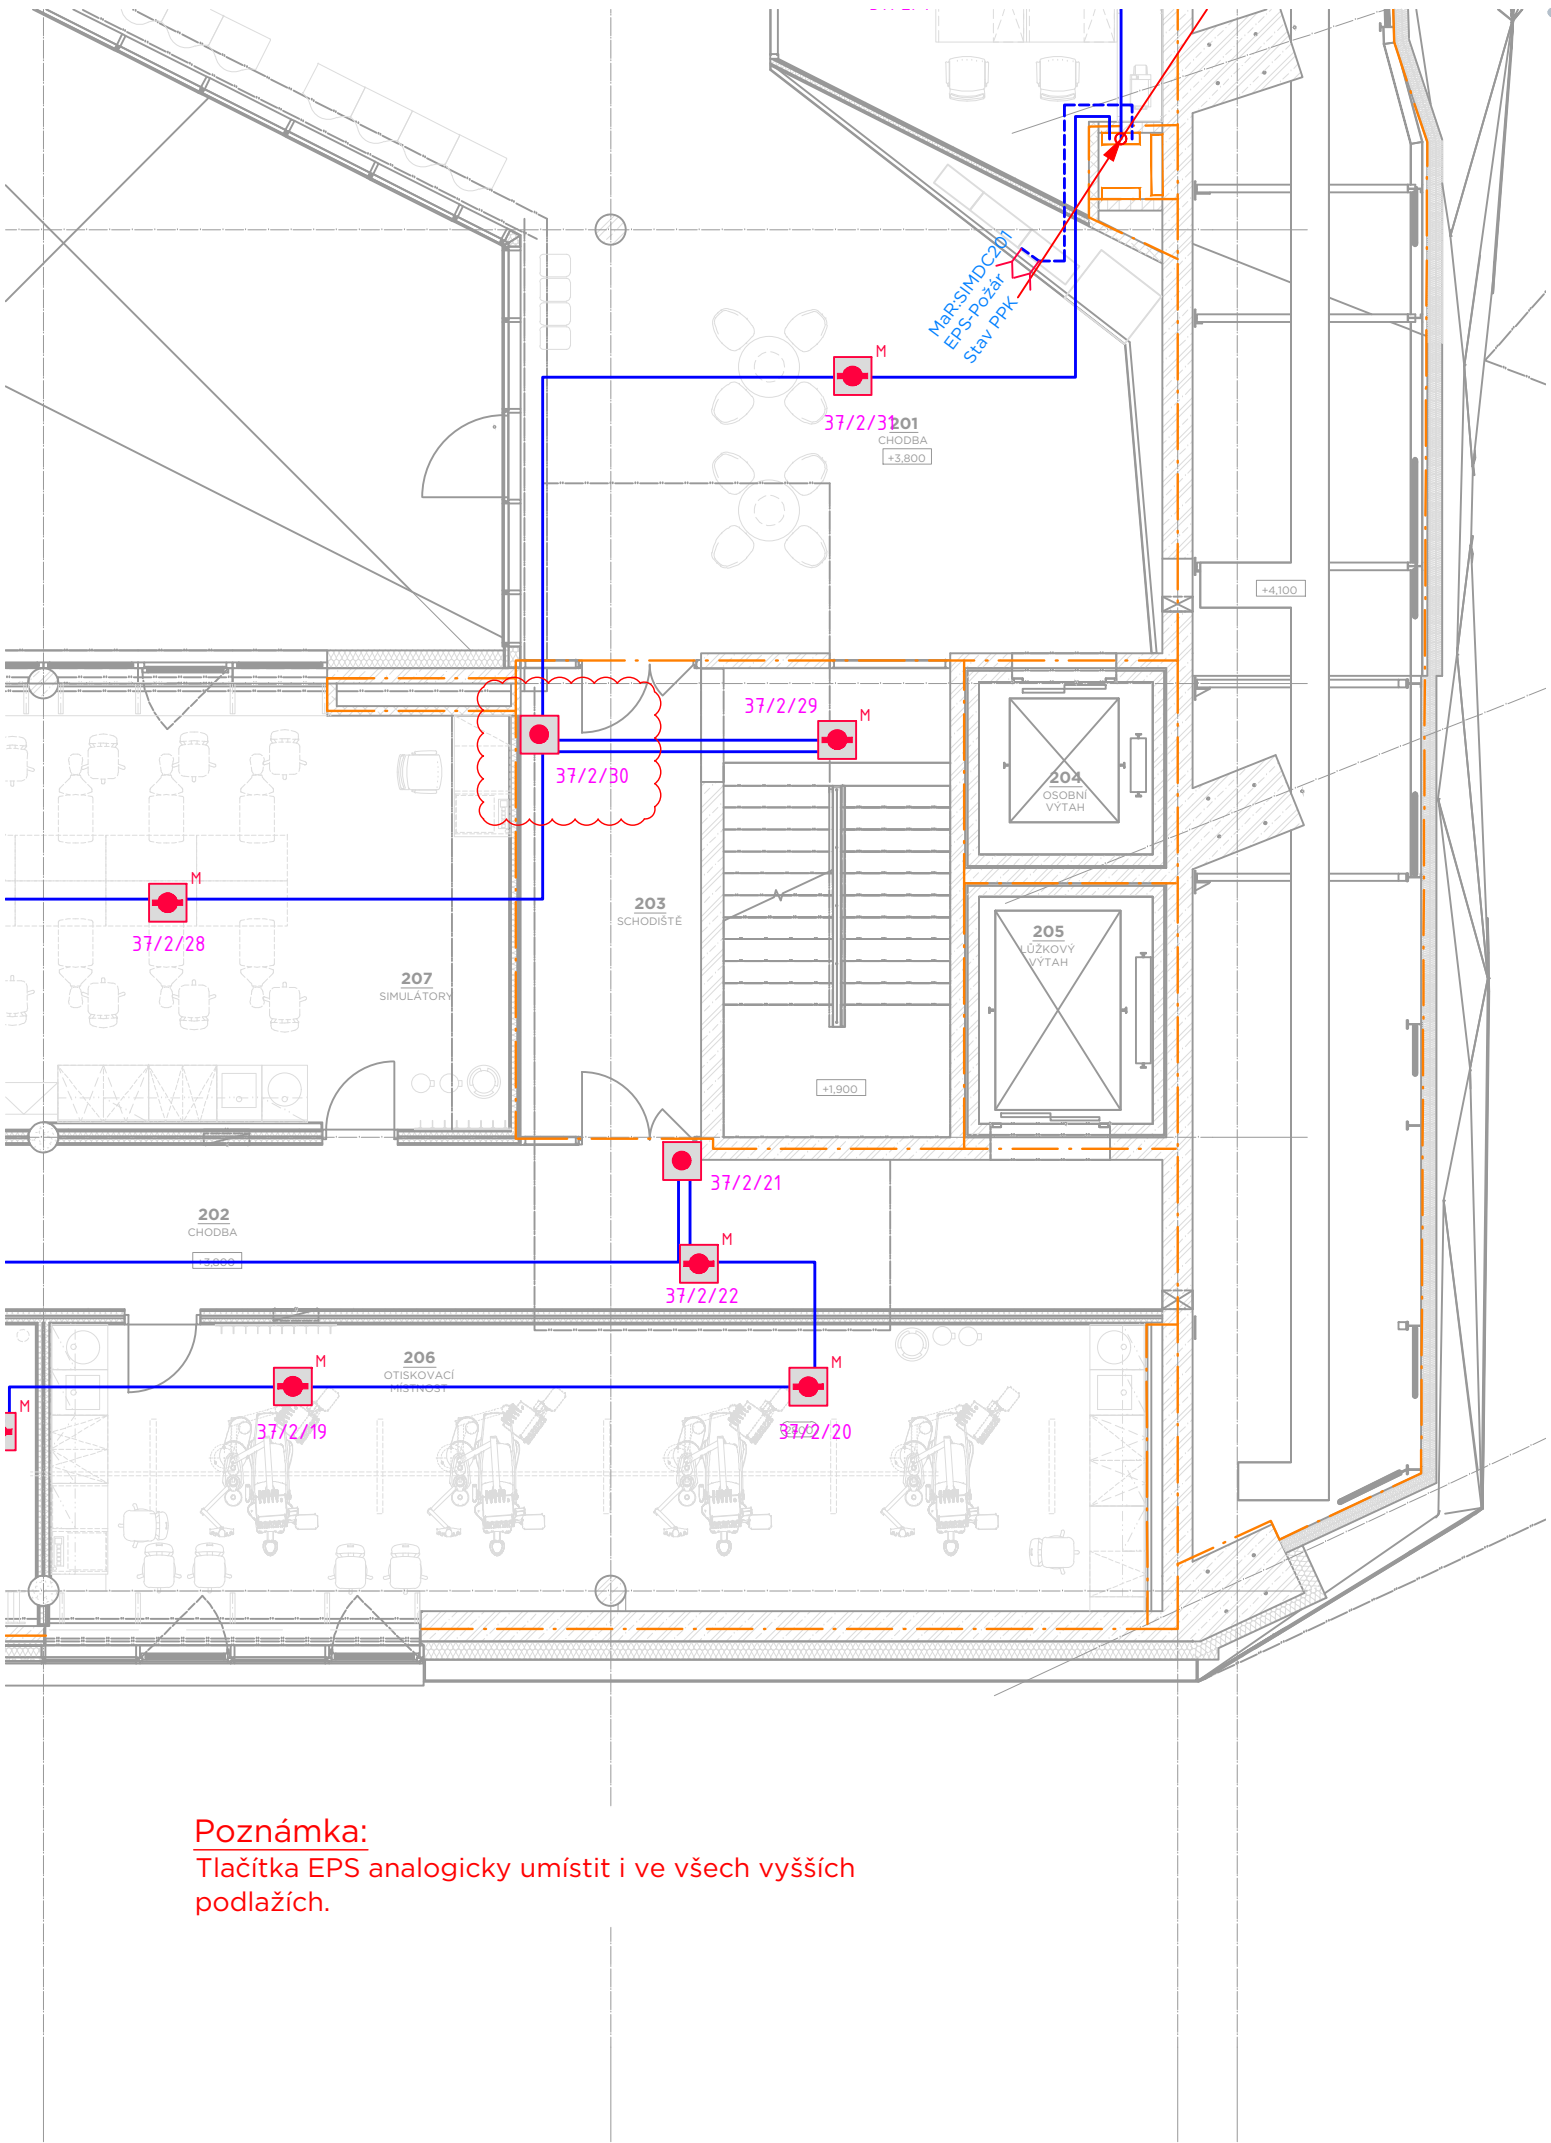 MaR:SIMDC201
EPS-Požár
Stav PPK
M
37/2/31
201
CHODBA
+3,800
+4,100
37/2/29
M
37/2/30
204
OSOBNÍ
VÝTAH
M
37/2/28
203
SCHODIŠTĚ
205
LŮŽKOVÝ
VÝTAH
207
SIMULÁTORY
+1,900
37/2/21
202
CHODBA
+3,800
M
37/2/22
206
OTISKOVACÍ
MÍSTNOST
M
M
M
37/2/19
37/2/20
Poznámka:
Tlačítka EPS analogicky umístit i ve všech vyšších
podlažích.